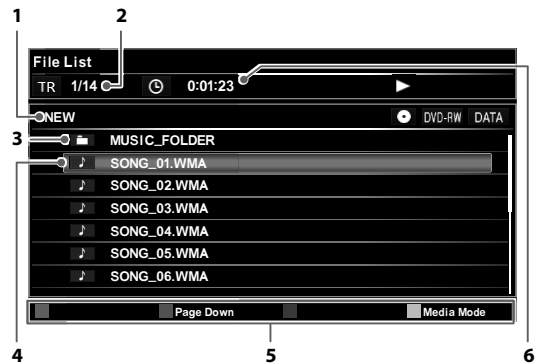 1 2
File List
TR 1/14 0:01:23
NEW DVD-RW DATA
3 MUSIC_FOLDER
4 SONG_01.WMA
SONG_02.WMA
SONG_03.WMA
SONG_04.WMA
SONG_05.WMA
SONG_06.WMA
Page Down Media Mode
5 6